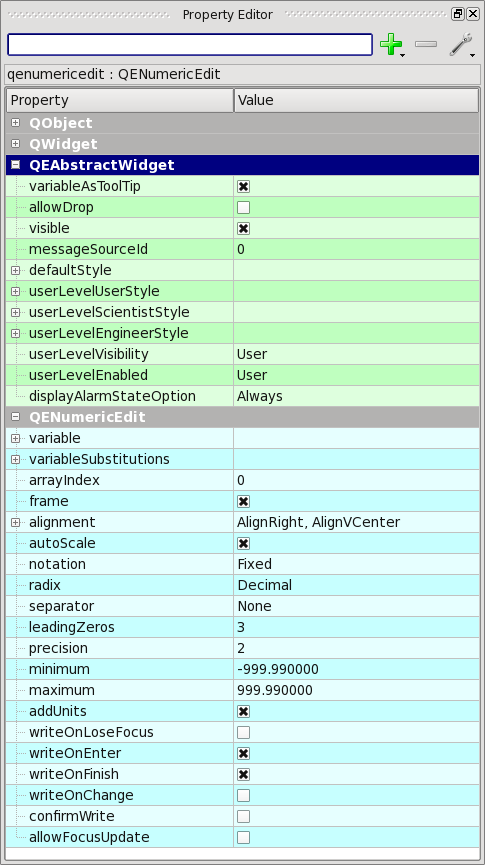 Property Editor
qenumericedit : QENumericEdit
Property Value
QObject
QWidget
QEAbstractWidget
variableAsToolTip
allowDrop
visible
messageSourceId 0
defaultStyle
userLevelUserStyle
userLevelScientistStyle
userLevelEngineerStyle
userLevelVisibility User
userLevelEnabled User
displayAlarmStateOption Always
QENumericEdit
variable
variableSubstitutions
arrayIndex 0
frame
alignment AlignRight, AlignVCenter
autoScale
notation Fixed
radix Decimal
separator None
leadingZeros 3
precision 2
minimum -999.990000
maximum 999.990000
addUnits
writeOnLoseFocus
writeOnEnter
writeOnFinish
writeOnChange
confirmWrite
allowFocusUpdate